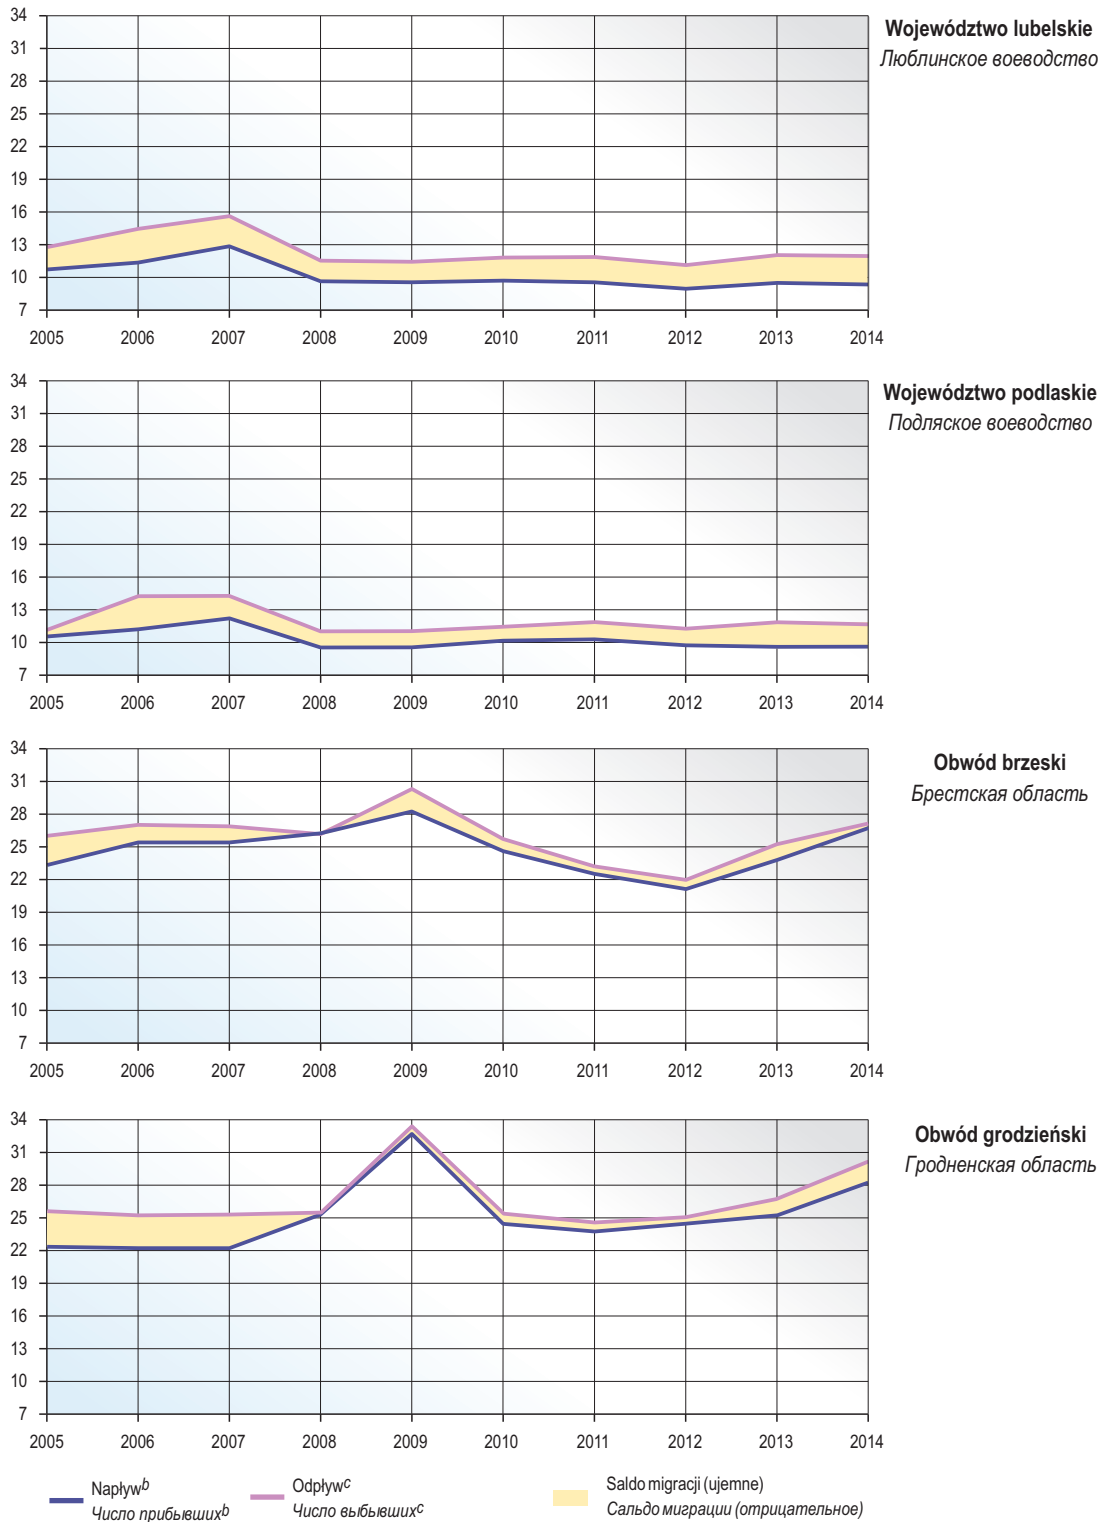 34
31
28
25
22
19
16
13
10
7
2005 2006 2007 2008 2009 2010 2011 2012 2013 2014
Województwo lubelskie
Люблинское воеводство
34
31
28
25
22
19
16
13
10
7
2005 2006 2007 2008 2009 2010 2011 2012 2013 2014
Województwo podlaskie
Подляское воеводство
34
31
28
25
22
19
16
13
10
7
2005 2006 2007 2008 2009 2010 2011 2012 2013 2014
Obwód brzeski
Брестская область
34
31
28
25
22
19
16
13
10
7
2005 2006 2007 2008 2009 2010 2011 2012 2013 2014
Obwód grodzieński
Гродненская область
Napływb
Число прибывшихb
Odpływc
Число выбывшихc
Saldo migracji (ujemne)
Сальдо миграции (отрицательное)